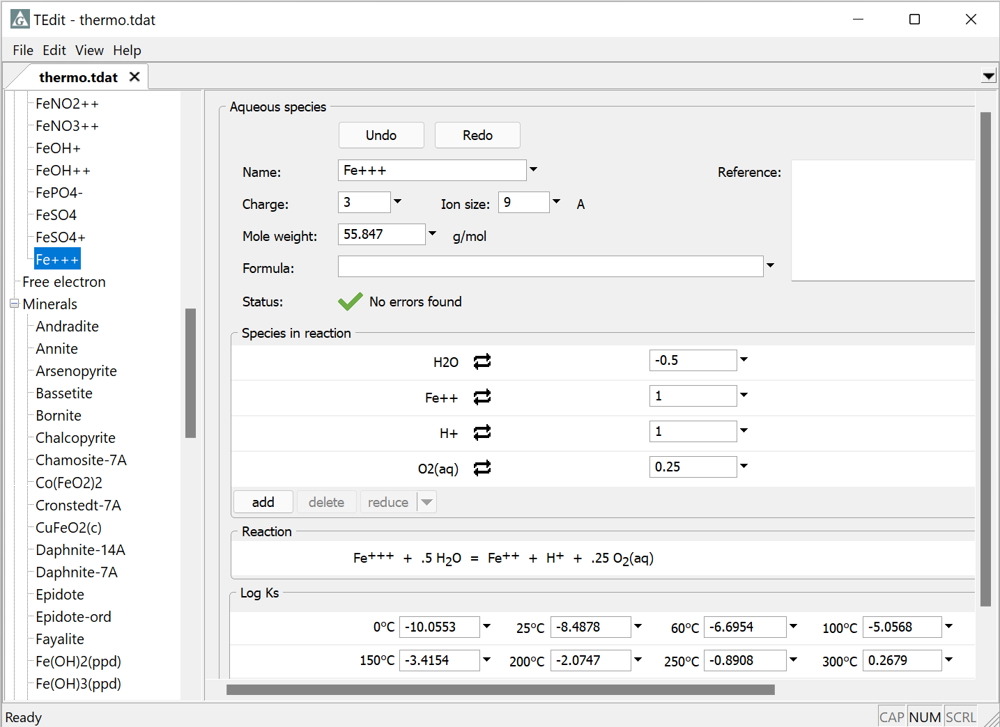 TEdit - thermo.tdat
File Edit View Help
thermo.tdat
FeNO2++
FeNO3++
FeOH+
FeOH++
FePO4-
FeSO4
FeSO4+
Fe+++
Free electron
Minerals
Andradite
Annite
Arsenopyrite
Bassetite
Bornite
Chalcopyrite
Chamosite-7A
Co(FeO2)2
Cronstedt-7A
CuFeO2(c)
Daphnite-14A
Daphnite-7A
Epidote
Epidote-ord
Fayalite
Fe(OH)2(ppd)
Fe(OH)3(ppd)
Aqueous species
Undo Redo
Name: Fe+++ Reference:
Charge: 3 Ion size: 9 A
Mole weight: 55.847 g/mol
Formula:
Status: No errors found
Species in reaction
H2O -0.5
Fe++ 1
H+ 1
O2(aq) 0.25
add delete reduce
Reaction
Fe+++ + .5 H2O = Fe++ + H+ + .25 O2(aq)
Log Ks
0°C -10.0553 25°C -8.4878 60°C -6.6954 100°C -5.0568
150°C -3.4154 200°C -2.0747 250°C -0.8908 300°C 0.2679
Ready CAP NUM SCRL